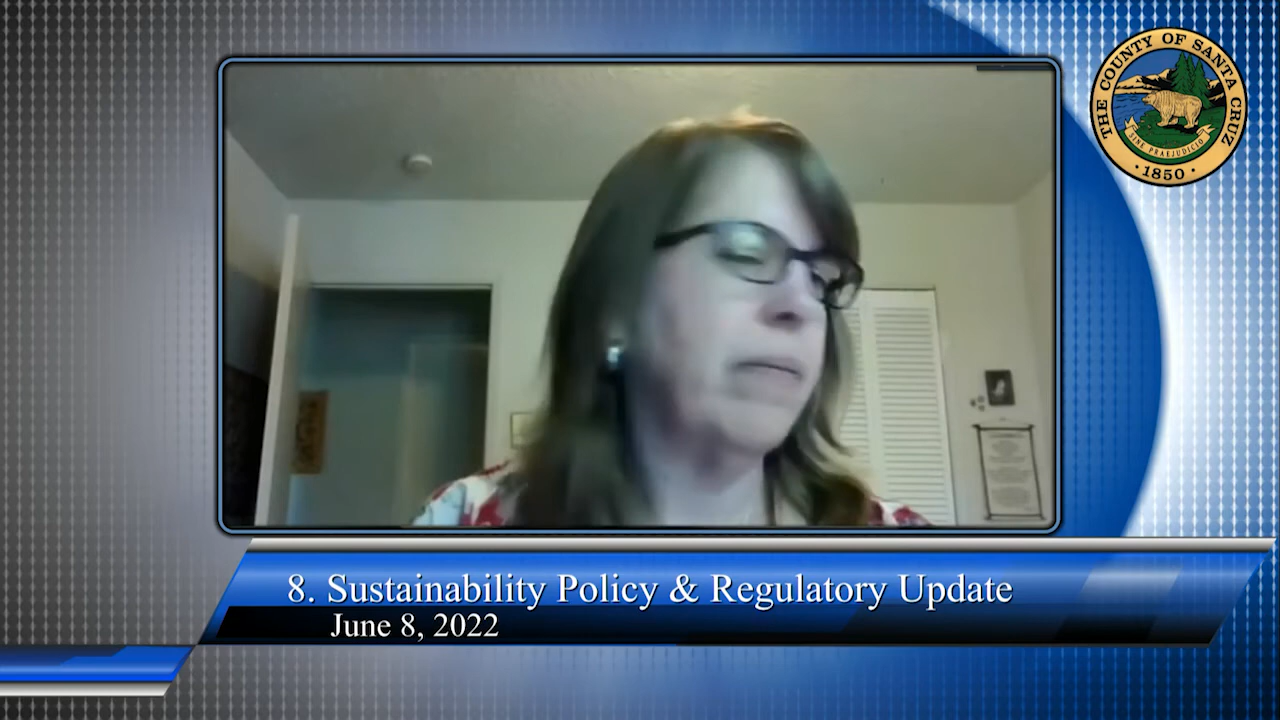 THE COUNTY OF SANTA CRUZ
SINE PRAEJUDICIO
· 1850 ·
8. Sustainability Policy & Regulatory Update
June 8, 2022